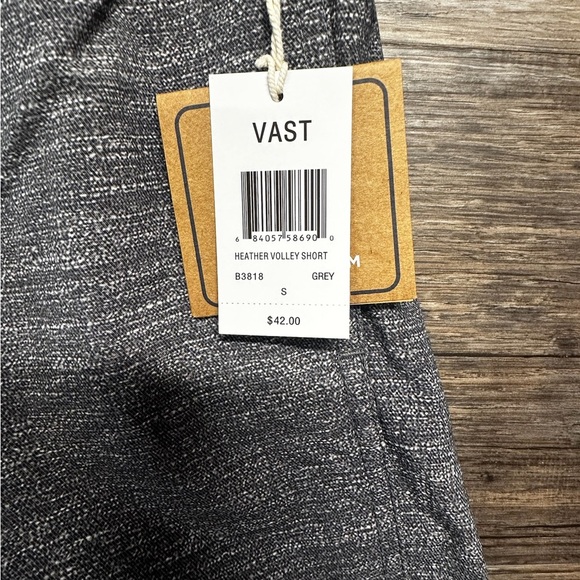 VAST
6 84057 58690 0
HEATHER VOLLEY SHORT
B3818 GREY
S
$42.00
M